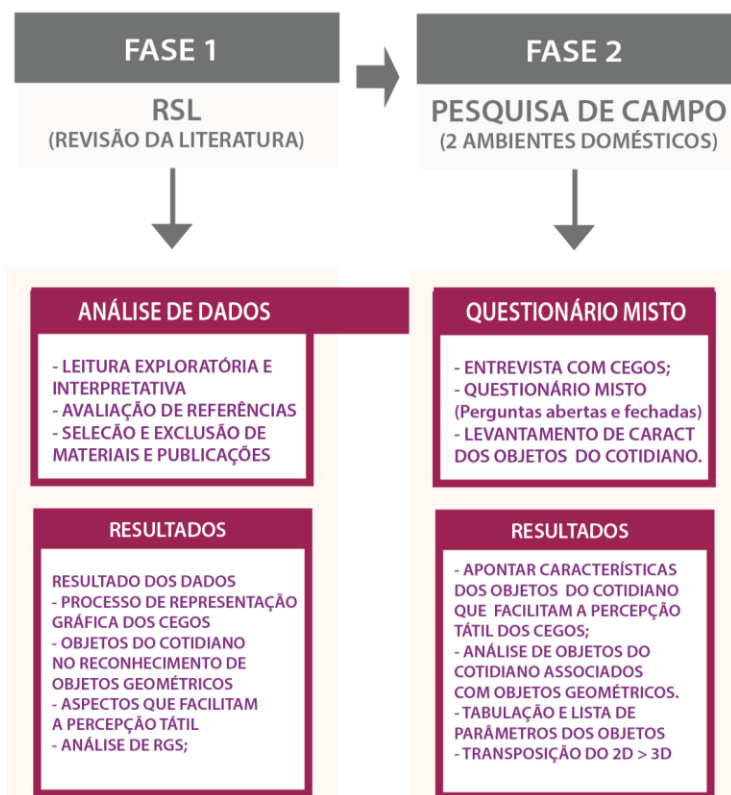 FASE 1
RSL
(REVISÃO DA LITERATURA)
ANÁLISE DE DADOS
- LEITURA EXPLORATÓRIA E
INTERPRETATIVA
- AVALIAÇÃO DE REFERÊNCIAS
- SELECÃO E EXCLUSÃO DE
MATERIAIS E PUBLICAÇÕES
RESULTADOS
RESULTADO DOS DADOS
- PROCESSO DE REPRESENTAÇÃO
GRÁFICA DOS CEGOS
- OBJETOS DO COTIDIANO
NO RECONHECIMENTO DE
OBJETOS GEOMÉTRICOS
- ASPECTOS QUE FACILITAM
A PERCEPÇÃO TÁTIL
- ANÁLISE DE RGS;
FASE 2
PESQUISA DE CAMPO
(2 AMBIENTES DOMÉSTICOS)
QUESTIONÁRIO MISTO
- ENTREVISTA COM CEGOS;
- QUESTIONÁRIO MISTO
(Perguntas abertas e fechadas)
- LEVANTAMENTO DE CARACT
DOS OBJETOS DO COTIDIANO.
RESULTADOS
- APONTAR CARACTERÍSTICAS
DOS OBJETOS DO COTIDIANO
QUE FACILITAM A PERCEPÇÃO
TÁTIL DOS CEGOS;
- ANÁLISE DE OBJETOS DO
COTIDIANO ASSOCIADOS
COM OBJETOS GEOMÉTRICOS.
- TABULAÇÃO E LISTA DE
PARÂMETROS DOS OBJETOS
- TRANSPOSIÇÃO DO 2D > 3D